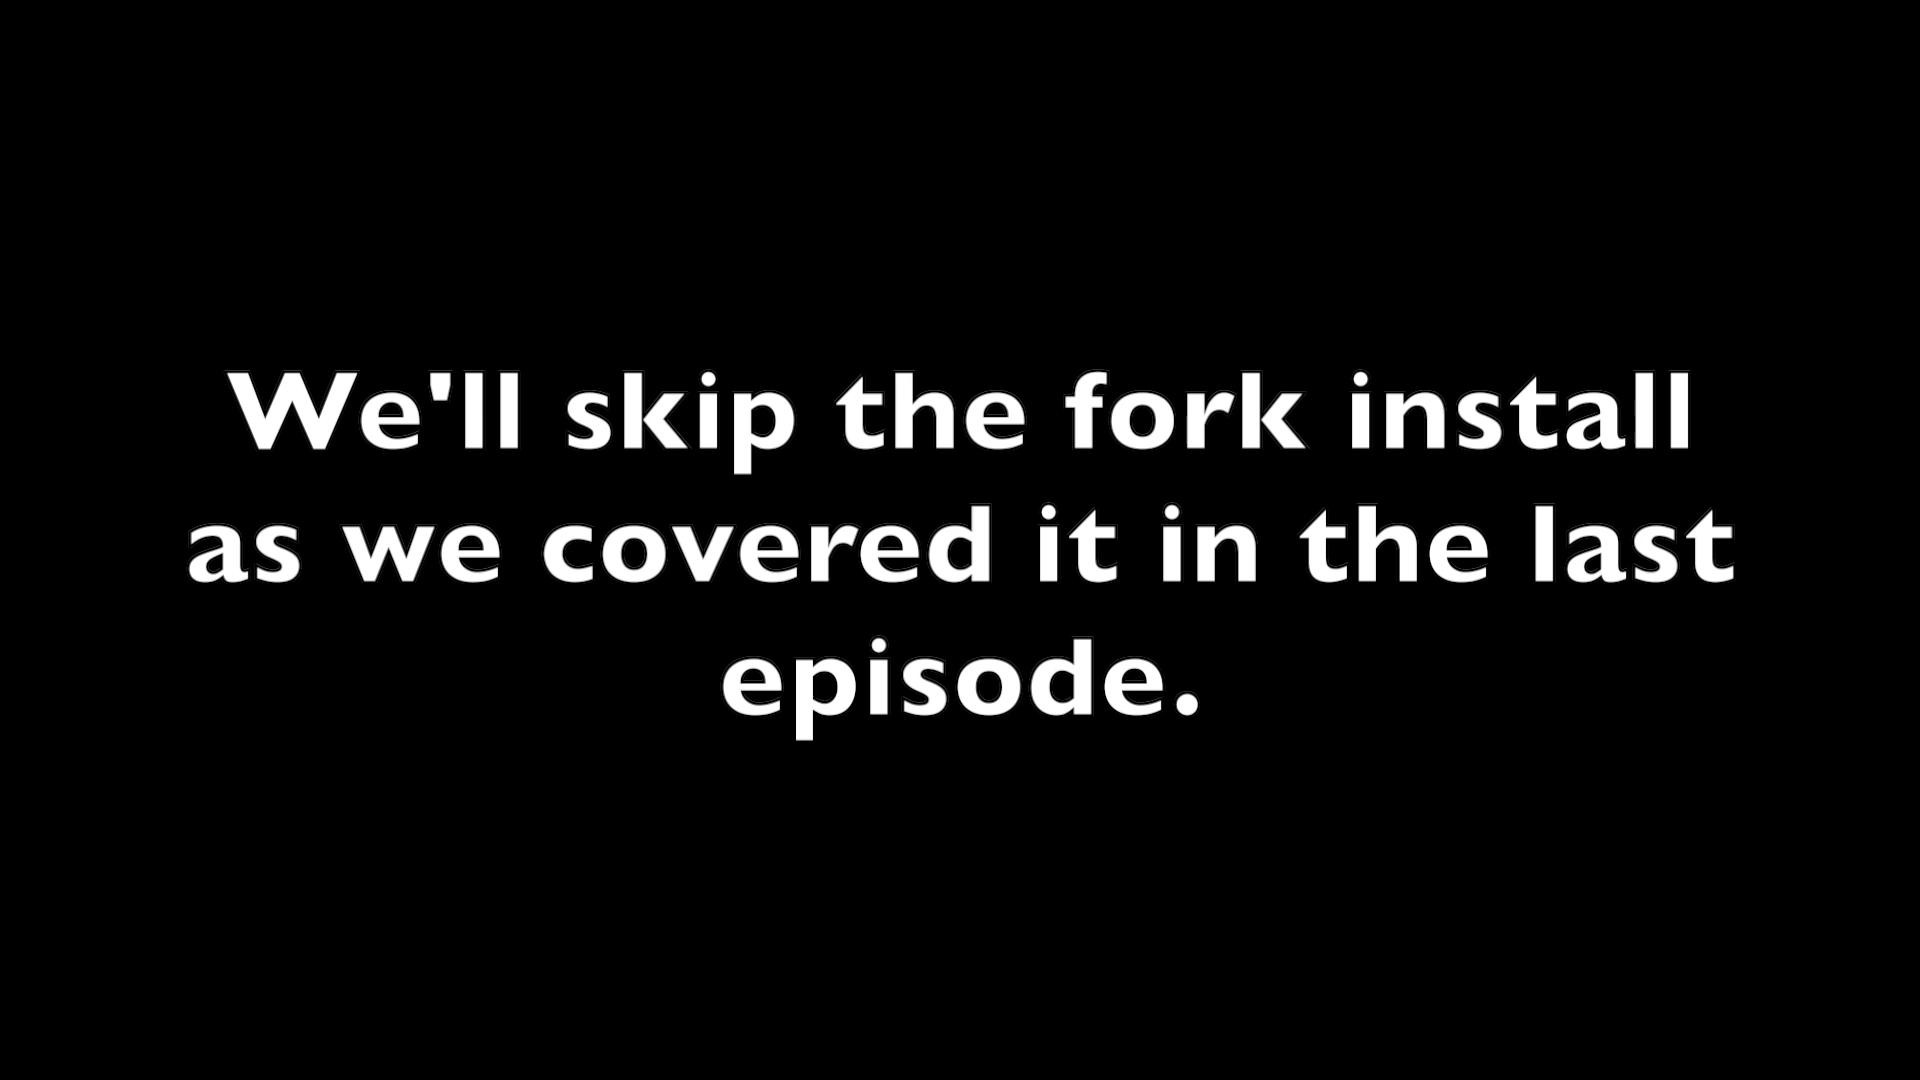 We'll skip the fork install
as we covered it in the last
episode.